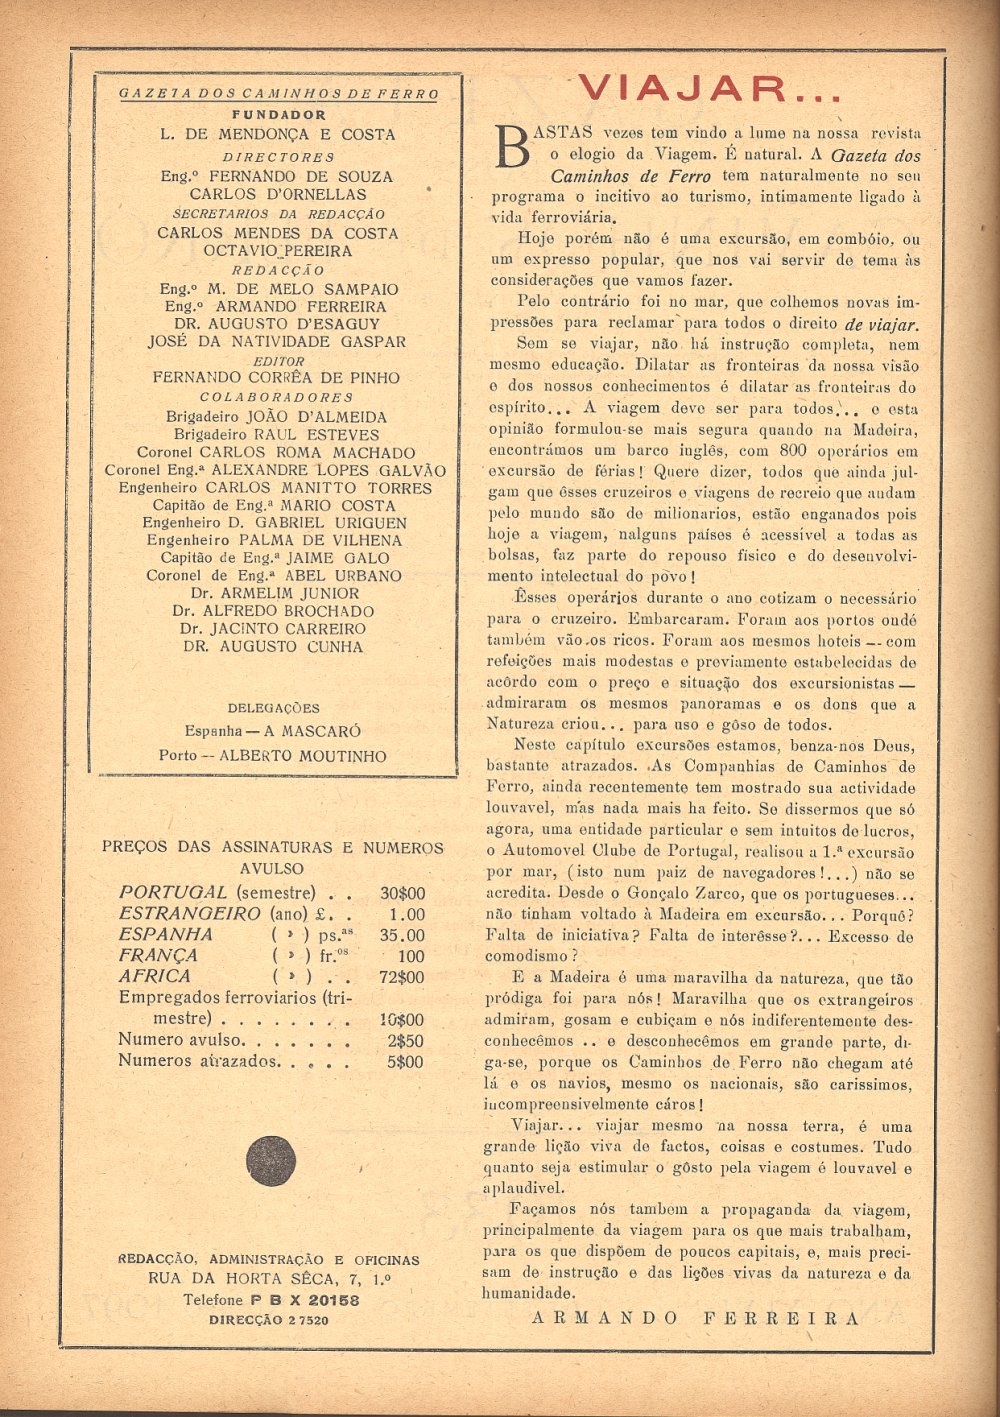 GAZETA DOS CAMINHOS DE FERRO
FUNDADOR
L. DE MENDONÇA E COSTA
DIRECTORES
Eng.º FERNANDO DE SOUZA
CARLOS D'ORNELLAS
SECRETARIOS DA REDACÇÃO
CARLOS MENDES DA COSTA
OCTAVIO PEREIRA
REDACÇÃO
Eng.º M. DE MELO SAMPAIO
Eng.º ARMANDO FERREIRA
DR. AUGUSTO D'ESAGUY
JOSÉ DA NATIVIDADE GASPAR
EDITOR
FERNANDO CORRÊA DE PINHO
COLABORADORES
Brigadeiro JOÃO D'ALMEIDA
Brigadeiro RAUL ESTEVES
Coronel CARLOS ROMA MACHADO
Coronel Eng.ª ALEXANDRE LOPES GALVÃO
Engenheiro CARLOS MANITTO TORRES
Capitão de Eng.ª MARIO COSTA
Engenheiro D. GABRIEL URIGUEN
Engenheiro PALMA DE VILHENA
Capitão de Eng.ª JAIME GALO
Coronel de Eng.ª ABEL URBANO
Dr. ARMELIM JUNIOR
Dr. ALFREDO BROCHADO
Dr. JACINTO CARREIRO
DR. AUGUSTO CUNHA
DELEGAÇÕES
Espanha — A MASCARÓ
Porto — ALBERTO MOUTINHO
PREÇOS DAS ASSINATURAS E NUMEROS
AVULSO
PORTUGAL (semestre) . . 30$00
ESTRANGEIRO (ano) £. . 1.00
ESPANHA ( » ) ps.as 35.00
FRANÇA ( » ) fr.os 100
AFRICA ( » ) . . 72$00
Empregados ferroviarios (tri-
mestre) . . . . . . . . 10$00
Numero avulso. . . . . . . 2$50
Numeros atrazados. . . . . 5$00
REDACÇÃO, ADMINISTRAÇÃO E OFICINAS
RUA DA HORTA SÊCA, 7, 1.º
Telefone P B X 20158
DIRECÇÃO 2 7520
VIAJAR...
BASTAS vezes tem vindo a lume na nossa revista
o elogio da Viagem. É natural. A Gazeta dos
Caminhos de Ferro tem naturalmente no seu
programa o incitivo ao turismo, intimamente ligado à
vida ferroviária.
Hoje porém não é uma excursão, em combóio, ou
um expresso popular, que nos vai servir de tema às
considerações que vamos fazer.
Pelo contrário foi no mar, que colhemos novas im-
pressões para reclamar para todos o direito de viajar.
Sem se viajar, não há instrução completa, nem
mesmo educação. Dilatar as fronteiras da nossa visão
e dos nossos conhecimentos é dilatar as fronteiras do
espírito... A viagem deve ser para todos... e esta
opinião formulou-se mais segura quando na Madeira,
encontrámos um barco inglês, com 800 operários em
excursão de férias! Quere dizer, todos que ainda jul-
gam que êsses cruzeiros e viagens de recreio que andam
pelo mundo são de milionarios, estão enganados pois
hoje a viagem, nalguns países é acessível a todas as
bolsas, faz parte do repouso físico e do desenvolvi-
mento intelectual do povo!
Êsses operários durante o ano cotizam o necessário
para o cruzeiro. Embarcaram. Foram aos portos onde
também vão os ricos. Foram aos mesmos hoteis — com
refeições mais modestas e previamente estabelecidas de
acôrdo com o preço e situação dos excursionistas —
admiraram os mesmos panoramas e os dons que a
Natureza criou... para uso e gôso de todos.
Neste capítulo excursões estamos, benza-nos Deus,
bastante atrazados. As Companhias de Caminhos de
Ferro, ainda recentemente tem mostrado sua actividade
louvavel, mas nada mais ha feito. Se dissermos que só
agora, uma entidade particular e sem intuitos de lucros,
o Automovel Clube de Portugal, realisou a 1.ª excursão
por mar, (isto num paiz de navegadores!...) não se
acredita. Desde o Gonçalo Zarco, que os portugueses...
não tinham voltado à Madeira em excursão... Porquê?
Falta de iniciativa? Falta de interêsse?... Excesso de
comodismo?
E a Madeira é uma maravilha da natureza, que tão
pródiga foi para nós! Maravilha que os extrangeiros
admiram, gosam e cubiçam e nós indiferentemente des-
conhecêmos .. e desconhecêmos em grande parte, di-
ga-se, porque os Caminhos de Ferro não chegam até
lá e os navios, mesmo os nacionais, são carissimos,
incompreensivelmente cáros!
Viajar... viajar mesmo na nossa terra, é uma
grande lição viva de factos, coisas e costumes. Tudo
quanto seja estimular o gôsto pela viagem é louvavel e
aplaudivel.
Façamos nós tambem a propaganda da viagem,
principalmente da viagem para os que mais trabalham,
para os que dispõem de poucos capitais, e, mais preci-
sam de instrução e das lições vivas da natureza e da
humanidade.
ARMANDO FERREIRA